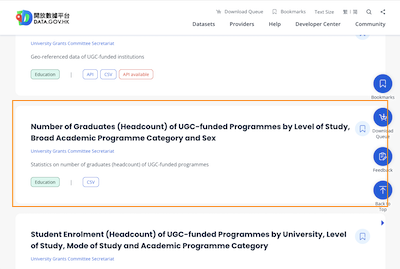 開放數據平台
DATA.GOV.HK
Download Queue
Bookmarks
Text Size
繁 | 简
Datasets
Providers
Help
Developer Center
Community
University Grants Committee Secretariat
Geo-referenced data of UGC-funded institutions
Education | API CSV API available
Bookmarks
Number of Graduates (Headcount) of UGC-funded Programmes by Level of Study,
Broad Academic Programme Category and Sex
Download
Queue
University Grants Committee Secretariat
Statistics on number of graduates (headcount) of UGC-funded programmes
Feedback
Education | CSV
Back to
Top
Student Enrolment (Headcount) of UGC-funded Programmes by University, Level
of Study, Mode of Study and Academic Programme Category
University Grants Committee Secretariat